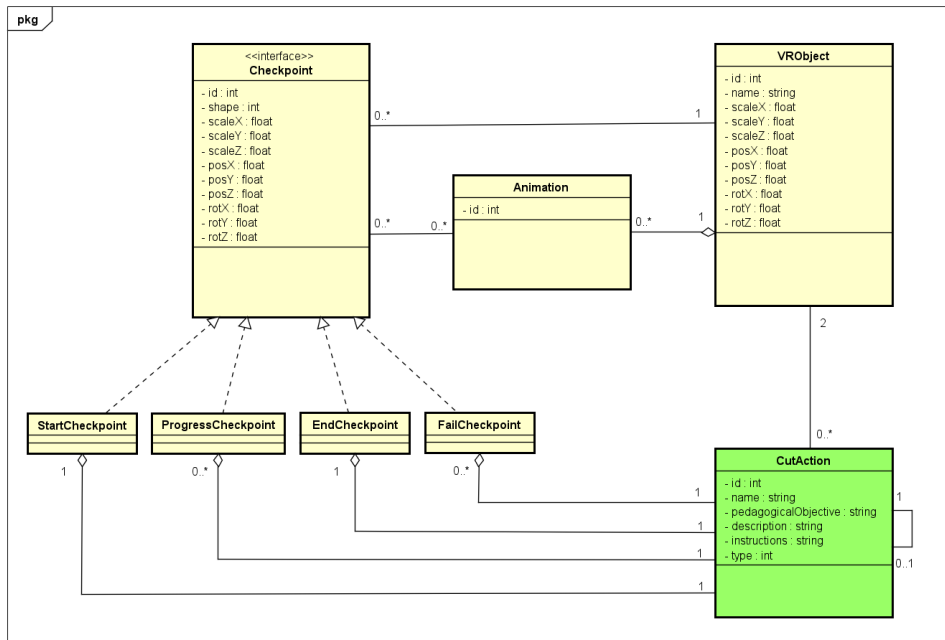 pkg
<<interface>>
Checkpoint
- id : int
- shape : int
- scaleX : float
- scaleY : float
- scaleZ : float
- posX : float
- posY : float
- posZ : float
- rotX : float
- rotY : float
- rotZ : float
VRObject
- id : int
- name : string
- scaleX : float
- scaleY : float
- scaleZ : float
- posX : float
- posY : float
- posZ : float
- rotX : float
- rotY : float
- rotZ : float
0..*
1
Animation
- id : int
0..*
0..*
0..*
1
2
StartCheckpoint
ProgressCheckpoint
EndCheckpoint
FailCheckpoint
0..*
CutAction
- id : int
- name : string
- pedagogicalObjective : string
- description : string
- instructions : string
- type : int
1
0..*
1
0..*
1
1
1
1
1
0..1